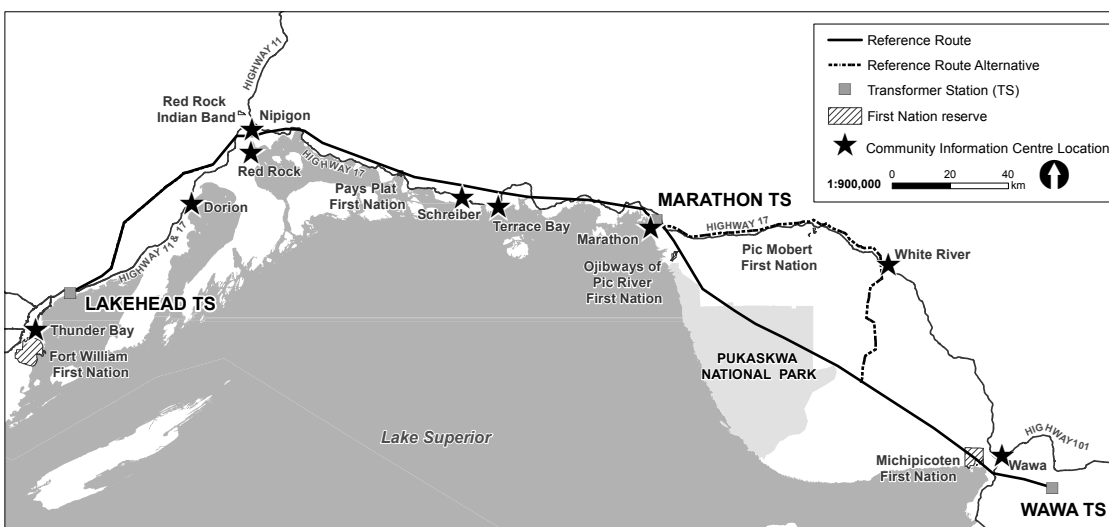 Reference Route
Reference Route Alternative
Transformer Station (TS)
First Nation reserve
Community Information Centre Location
1:900,000
0 20 40
km
HIGHWAY 11
Red Rock
Indian Band
Nipigon
Red Rock
HIGHWAY 17
Pays Plat
First Nation
Schreiber
Terrace Bay
MARATHON TS
Marathon
HIGHWAY 17
Pic Mobert
First Nation
White River
Ojibways of
Pic River
First Nation
Dorion
HIGHWAY 11 & 17
LAKEHEAD TS
Thunder Bay
Fort William
First Nation
PUKASKWA
NATIONAL PARK
Lake Superior
HIGHWAY101
Michipicoten
First Nation
Wawa
WAWA TS